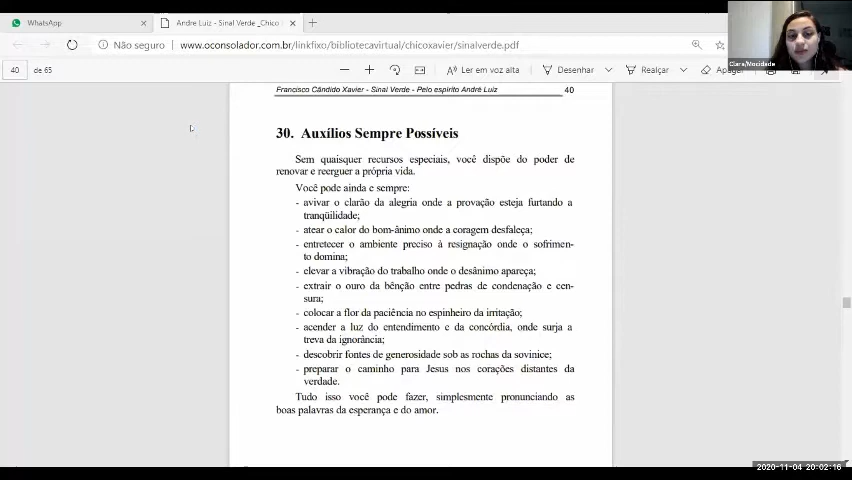 WhatsApp
Andre Luiz - Sinal Verde _Chico
Não seguro
www.oconsolador.com.br/linkfixo/bibliotecavirtual/chicoxavier/sinalverde.pdf
Clara/Mocidade
40 de 65
Ler em voz alta
Desenhar
Realçar
Apagar
Francisco Cândido Xavier - Sinal Verde - Pelo espírito André Luiz 40
30. Auxílios Sempre Possíveis
Sem quaisquer recursos especiais, você dispõe do poder de
renovar e reerguer a própria vida.
Você pode ainda e sempre:
- avivar o clarão da alegria onde a provação esteja furtando a
tranqüilidade;
- atear o calor do bom-ânimo onde a coragem desfaleça;
- entretecer o ambiente preciso à resignação onde o sofrimen-
to domina;
- elevar a vibração do trabalho onde o desânimo apareça;
- extrair o ouro da bênção entre pedras de condenação e cen-
sura;
- colocar a flor da paciência no espinheiro da irritação;
- acender a luz do entendimento e da concórdia, onde surja a
treva da ignorância;
- descobrir fontes de generosidade sob as rochas da sovinice;
- preparar o caminho para Jesus nos corações distantes da
verdade.
Tudo isso você pode fazer, simplesmente pronunciando as
boas palavras da esperança e do amor.
2020-11-04 20:02:16